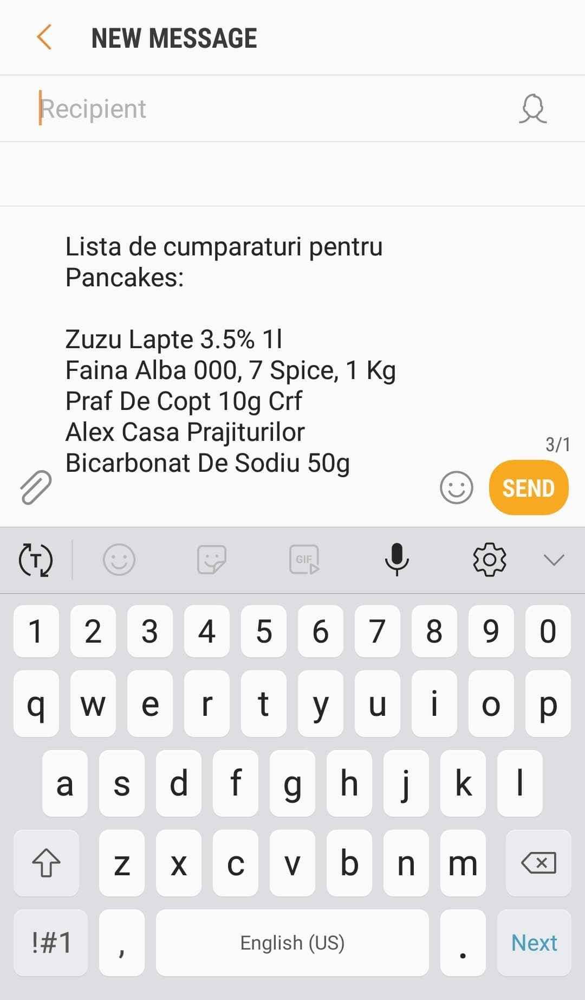 NEW MESSAGE
Recipient
Lista de cumparaturi pentru
Pancakes:
Zuzu Lapte 3.5% 1l
Faina Alba 000, 7 Spice, 1 Kg
Praf De Copt 10g Crf
Alex Casa Prajiturilor
Bicarbonat De Sodiu 50g
3/1
SEND
T
GIF
1 2 3 4 5 6 7 8 9 0
q w e r t y u i o p
a s d f g h j k l
z x c v b n m
!#1 , English (US) . Next